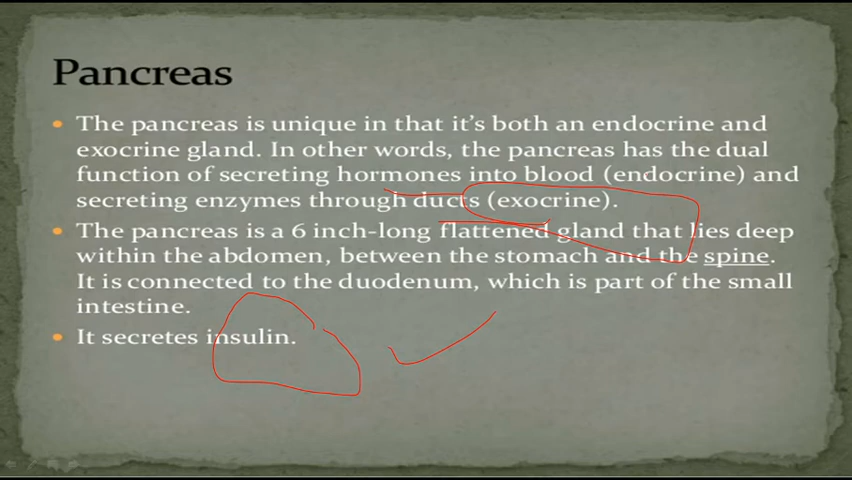 Pancreas
• The pancreas is unique in that it's both an endocrine and
exocrine gland. In other words, the pancreas has the dual
function of secreting hormones into blood (endocrine) and
secreting enzymes through ducts (exocrine).
• The pancreas is a 6 inch-long flattened gland that lies deep
within the abdomen, between the stomach and the spine.
It is connected to the duodenum, which is part of the small
intestine.
• It secretes insulin.